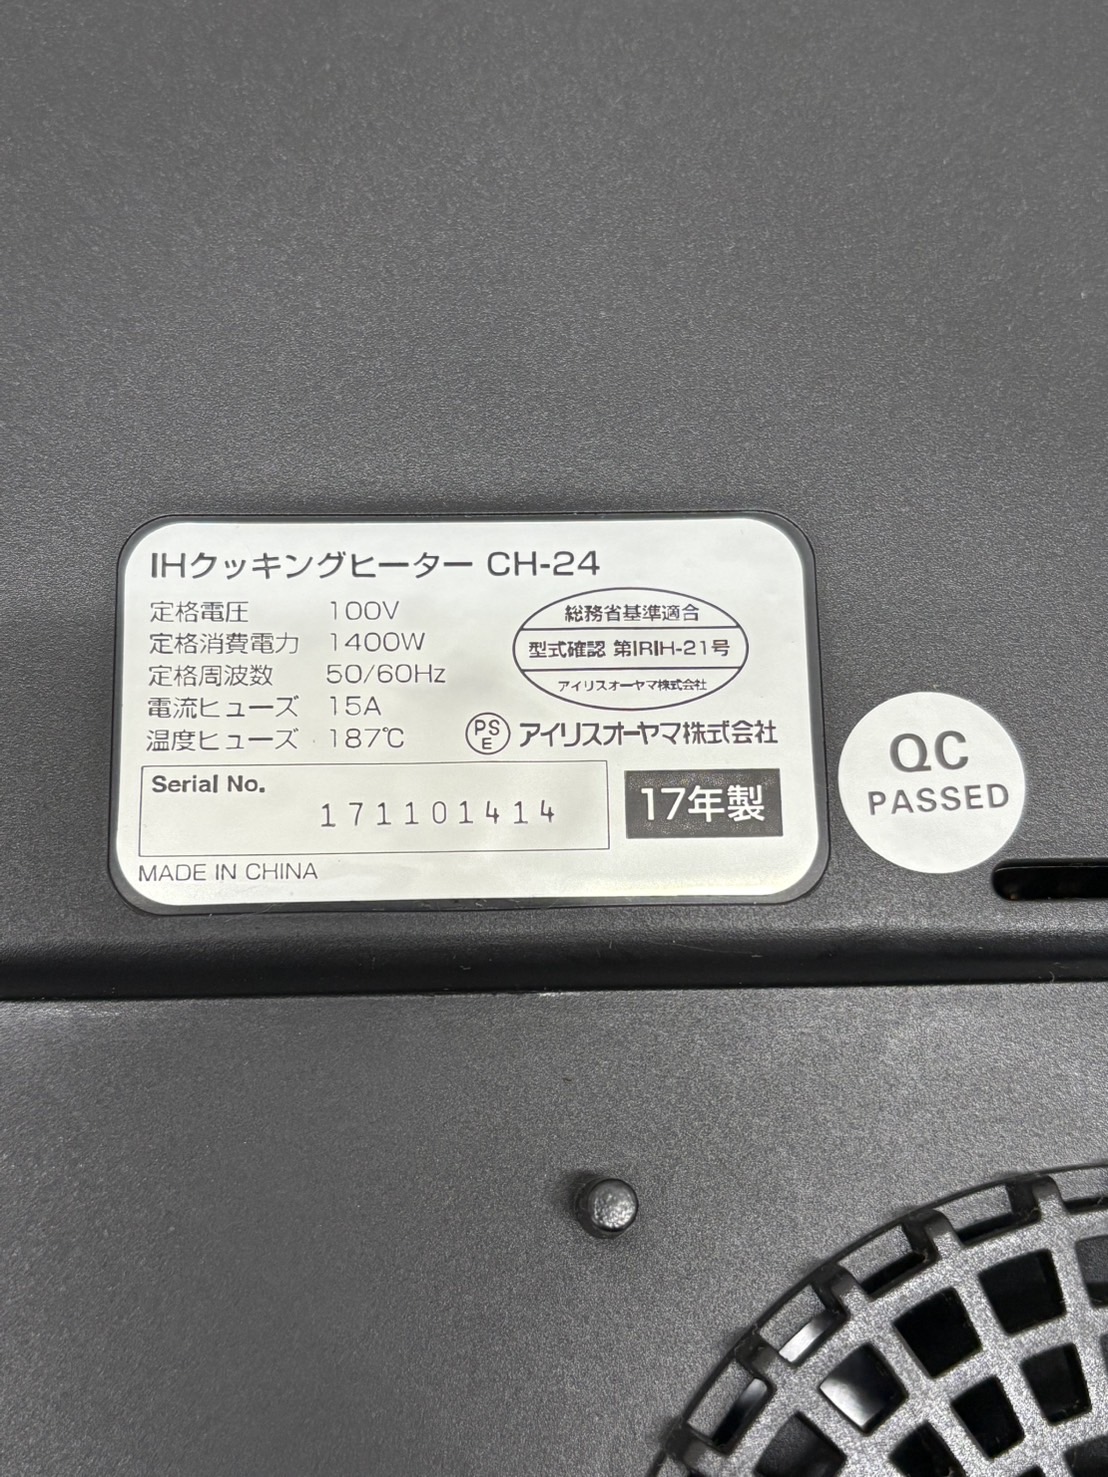 IHクッキングヒーター CH-24
定格電圧 100V
定格消費電力 1400W
定格周波数 50/60Hz
電流ヒューズ 15A
温度ヒューズ 187℃
総務省基準適合
型式確認 第IRIH-21号
アイリスオーヤマ株式会社
PSE アイリスオーヤマ株式会社
Serial No.
171101414
17年製
MADE IN CHINA
QC
PASSED